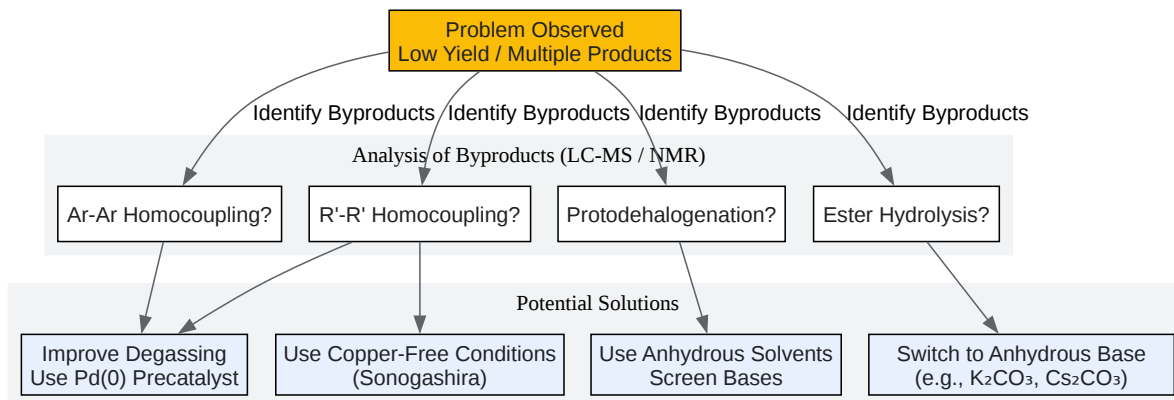 Problem Observed
Low Yield / Multiple Products
Identify Byproducts
Identify Byproducts
Identify Byproducts
Identify Byproducts
Analysis of Byproducts (LC-MS / NMR)
Ar-Ar Homocoupling?
R'-R' Homocoupling?
Protodehalogenation?
Ester Hydrolysis?
Potential Solutions
Improve Degassing
Use Pd(0) Precatalyst
Use Copper-Free Conditions
(Sonogashira)
Use Anhydrous Solvents
Screen Bases
Switch to Anhydrous Base
(e.g., K₂CO₃, Cs₂CO₃)